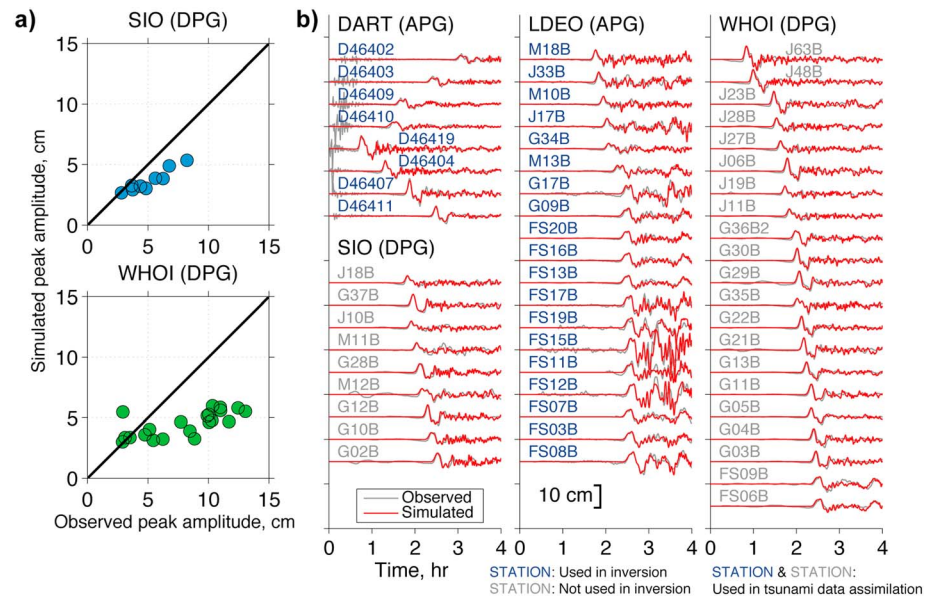 a)
SIO (DPG)
15
10
5
0
0 5 10 15
WHOI (DPG)
15
10
5
0
0 5 10 15
Simulated peak amplitude, cm
Observed peak amplitude, cm
b)
DART (APG)
D46402
D46403
D46409
D46410
D46419
D46404
D46407
D46411
SIO (DPG)
J18B
G37B
J10B
M11B
G28B
M12B
G12B
G10B
G02B
Observed
Simulated
0 1 2 3 4
Time, hr
LDEO (APG)
M18B
J33B
M10B
J17B
G34B
M13B
G17B
G09B
FS20B
FS16B
FS13B
FS17B
FS19B
FS15B
FS11B
FS12B
FS07B
FS03B
FS08B
10 cm
0 1 2 3 4
STATION: Used in inversion
STATION: Not used in inversion
WHOI (DPG)
J63B
J48B
J23B
J28B
J27B
J06B
J19B
J11B
G36B2
G30B
G29B
G35B
G22B
G21B
G13B
G11B
G05B
G04B
G03B
FS09B
FS06B
0 1 2 3 4
STATION & STATION:
Used in tsunami data assimilation